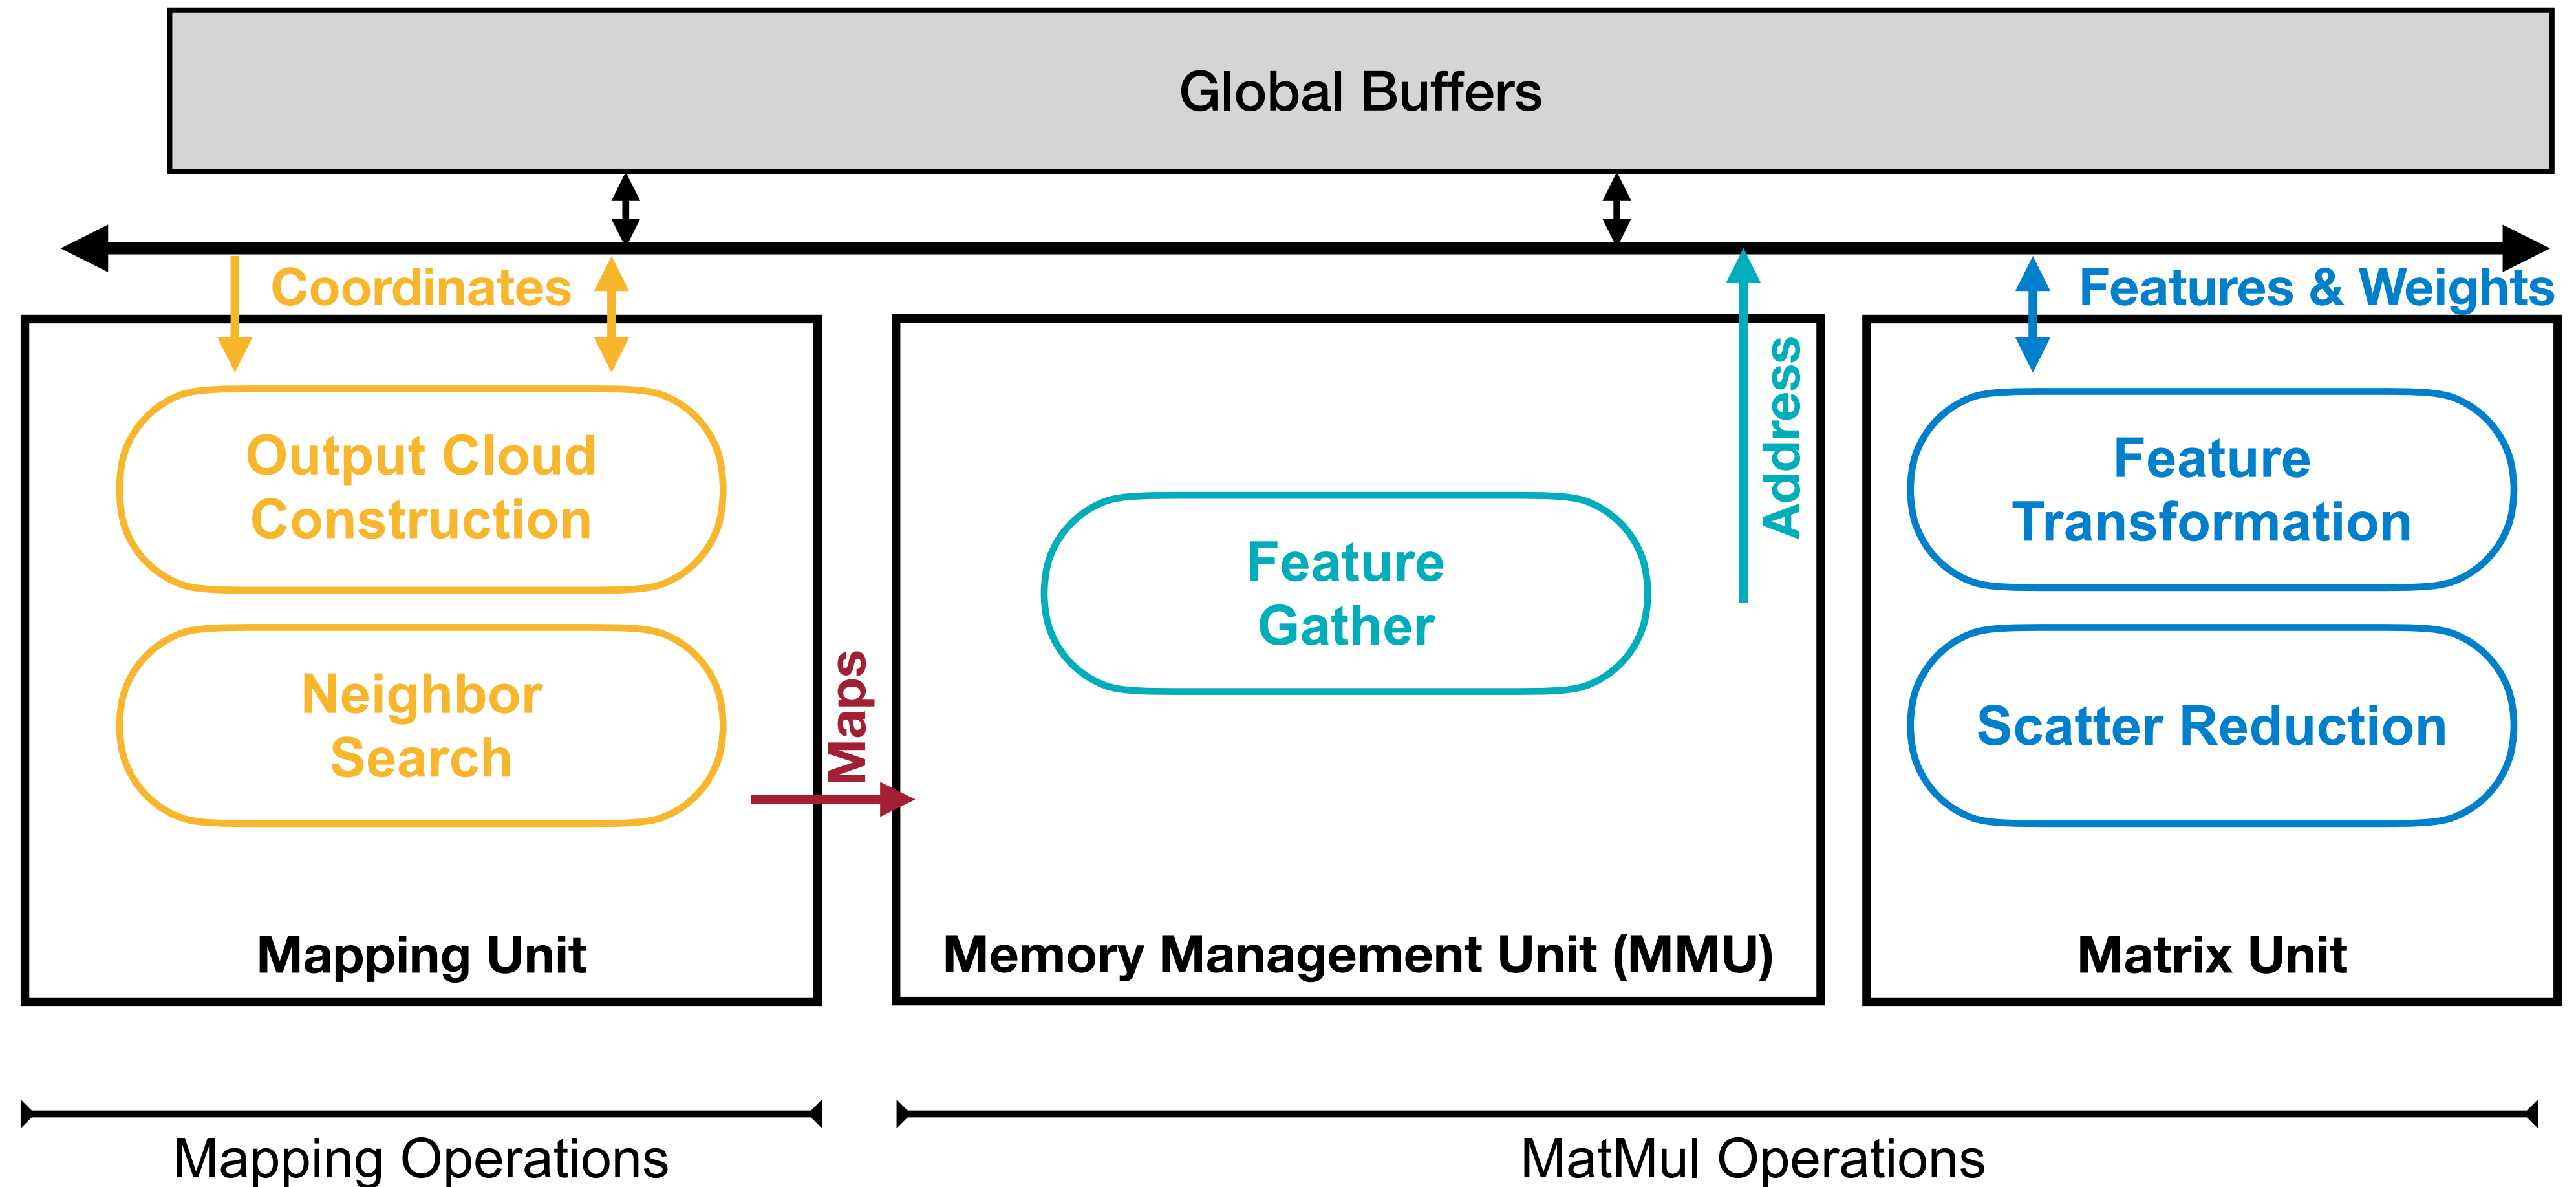 Global Buffers
Coordinates
Features & Weights
Output Cloud
Construction
Neighbor
Search
Mapping Unit
Maps
Feature
Gather
Address
Memory Management Unit (MMU)
Feature
Transformation
Scatter Reduction
Matrix Unit
Mapping Operations
MatMul Operations